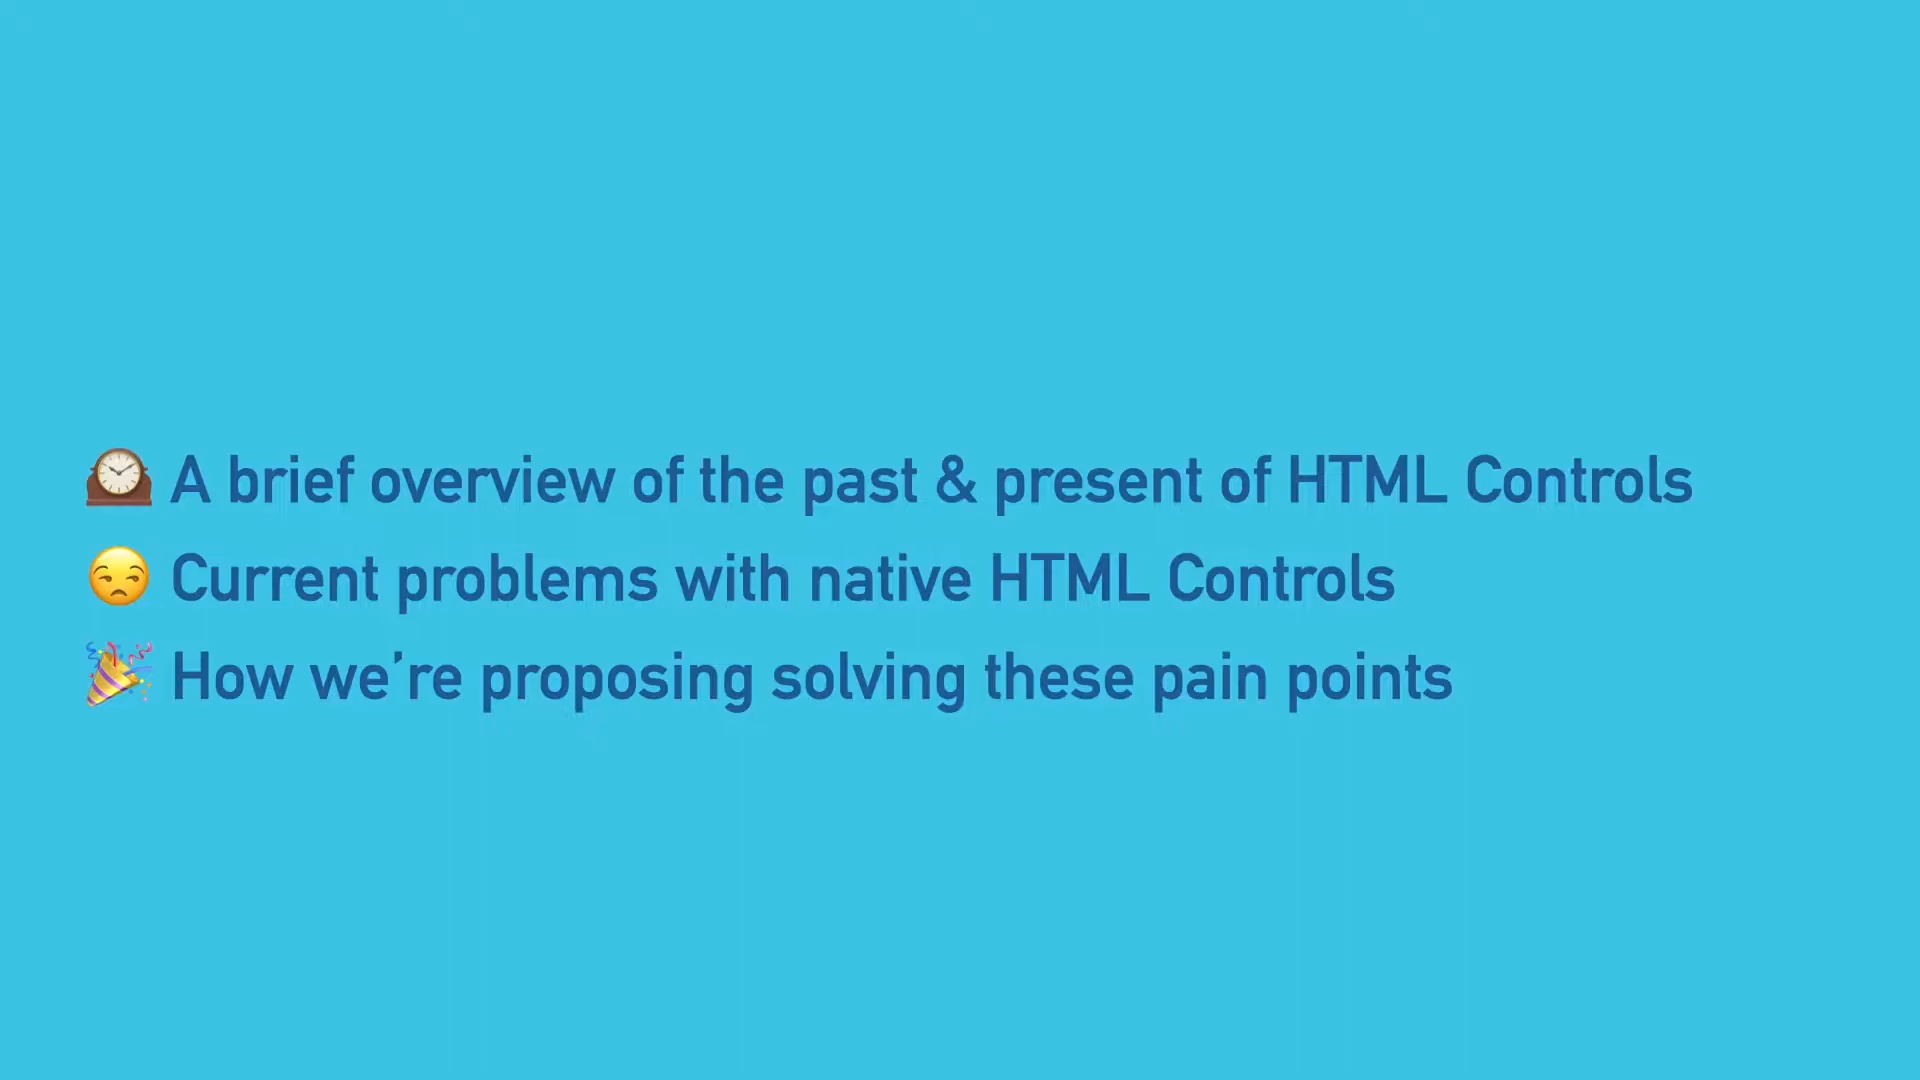 🕰️ A brief overview of the past & present of HTML Controls
😒 Current problems with native HTML Controls
🎉 How we’re proposing solving these pain points